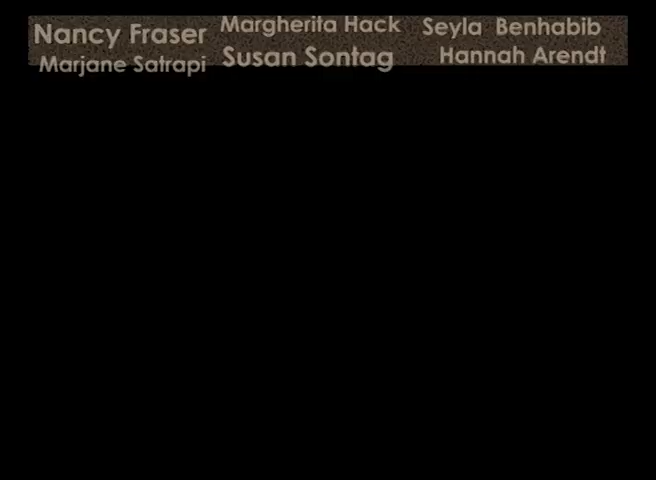 Nancy Fraser
Margherita Hack
Seyla Benhabib
Marjane Satrapi
Susan Sontag
Hannah Arendt